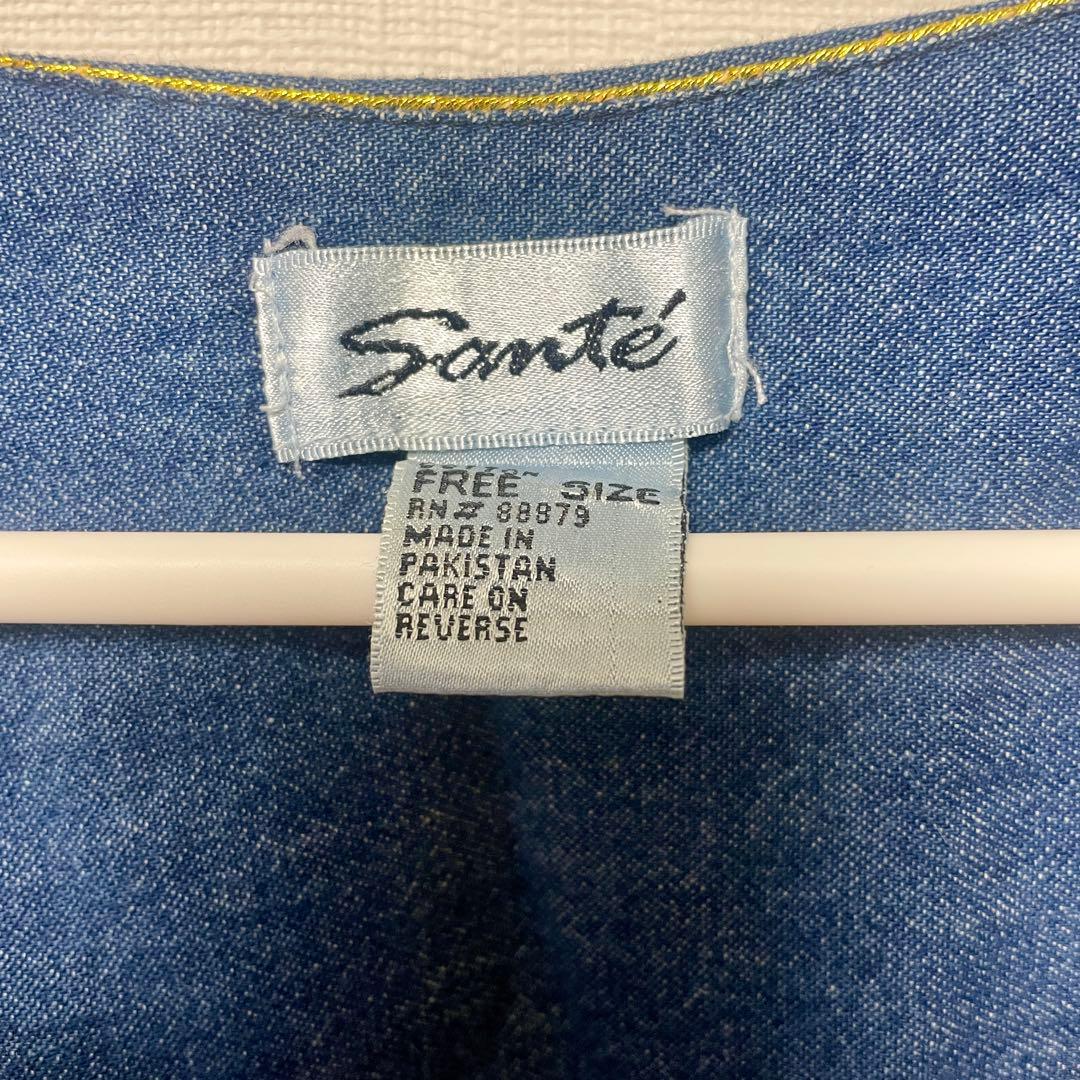 Santé
FREE SIZE
RN# 88879
MADE IN
PAKISTAN
CARE ON
REVERSE